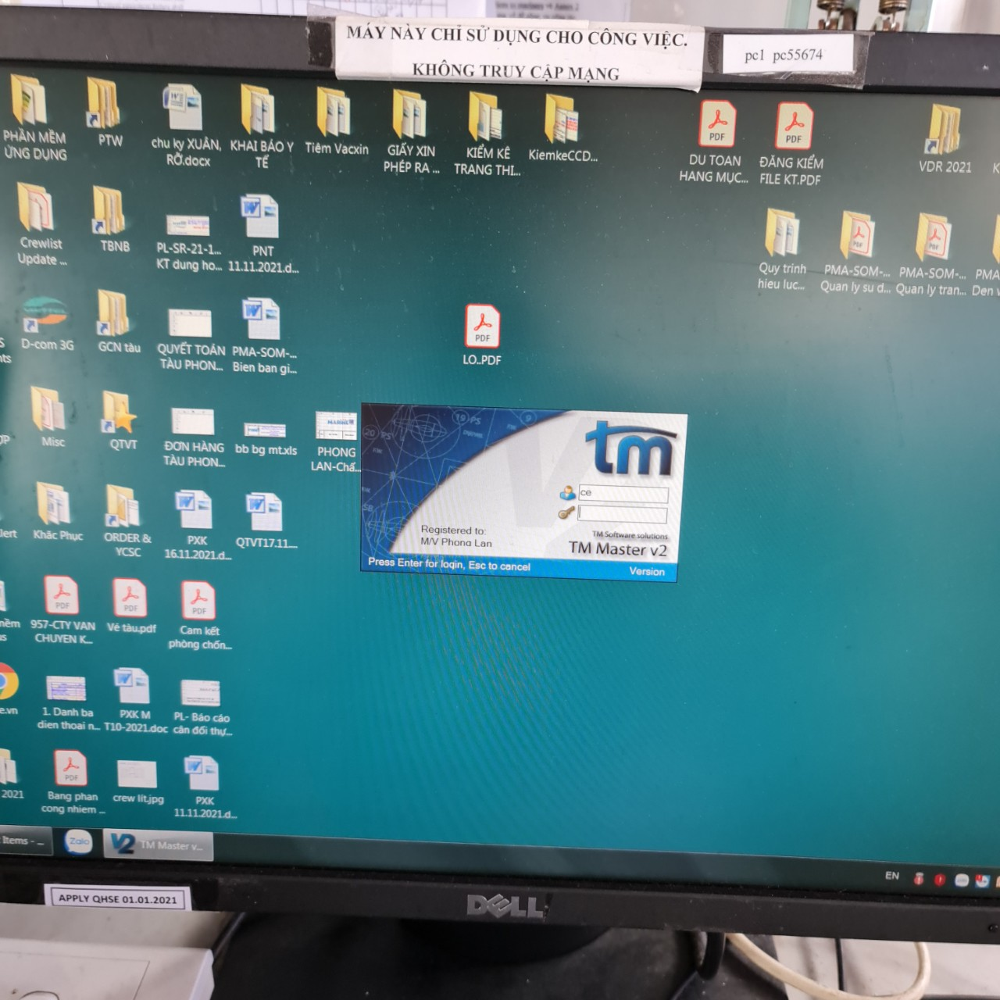 MÁY NÀY CHỈ SỬ DỤNG CHO CÔNG VIỆC.
KHÔNG TRUY CẬP MẠNG
pc1 pc55674
PHẦN MỀM
ỨNG DỤNG
PTW
chu ky XUÂN,
RỠ.docx
KHAI BÁO Y
TẾ
Tiêm Vacxin
GIẤY XIN
PHÉP RA ...
KIỂM KÊ
TRANG THI...
KiemkeCCD...
DU TOAN
HANG MỤC...
ĐĂNG KIỂM
FILE KT.PDF
VDR 2021
Crewlist
Update ...
TBNB
PL-SR-21-1...
KT dung ho...
PNT
11.11.2021.d...
Quy trinh
hieu luc...
PMA-SOM-...
Quan ly su d...
PMA-SOM-...
Quan ly tran...
PMA
Den v
D-com 3G
GCN tàu
QUYẾT TOÁN
TÀU PHON...
PMA-SOM-...
Bien ban gi...
LO..PDF
Misc
QTVT
ĐƠN HÀNG
TÀU PHON...
bb bg mt.xls
PHONG
LAN-Chấ...
tm
ce
Registered to:
M/V Phong Lan
TM Software solutions
TM Master v2
Press Enter for login, Esc to cancel
Version
lert
Khăc Phục
ORDER &
YCSC
PXK
16.11.2021.d...
QTVT17.11....
957-CTY VAN
CHUYEN K...
Vé tàu.pdf
Cam kết
phòng chốn...
e.vn
1. Danh ba
dien thoai n...
PXK M
T10-2021.doc
PL- Báo cáo
cân đối thự...
2021
Bang phan
cong nhiem ...
crew lit.jpg
PXK
11.11.2021.d...
Items - ...
Zalo
V2
TM Master v...
EN
APPLY QHSE 01.01.2021
DELL